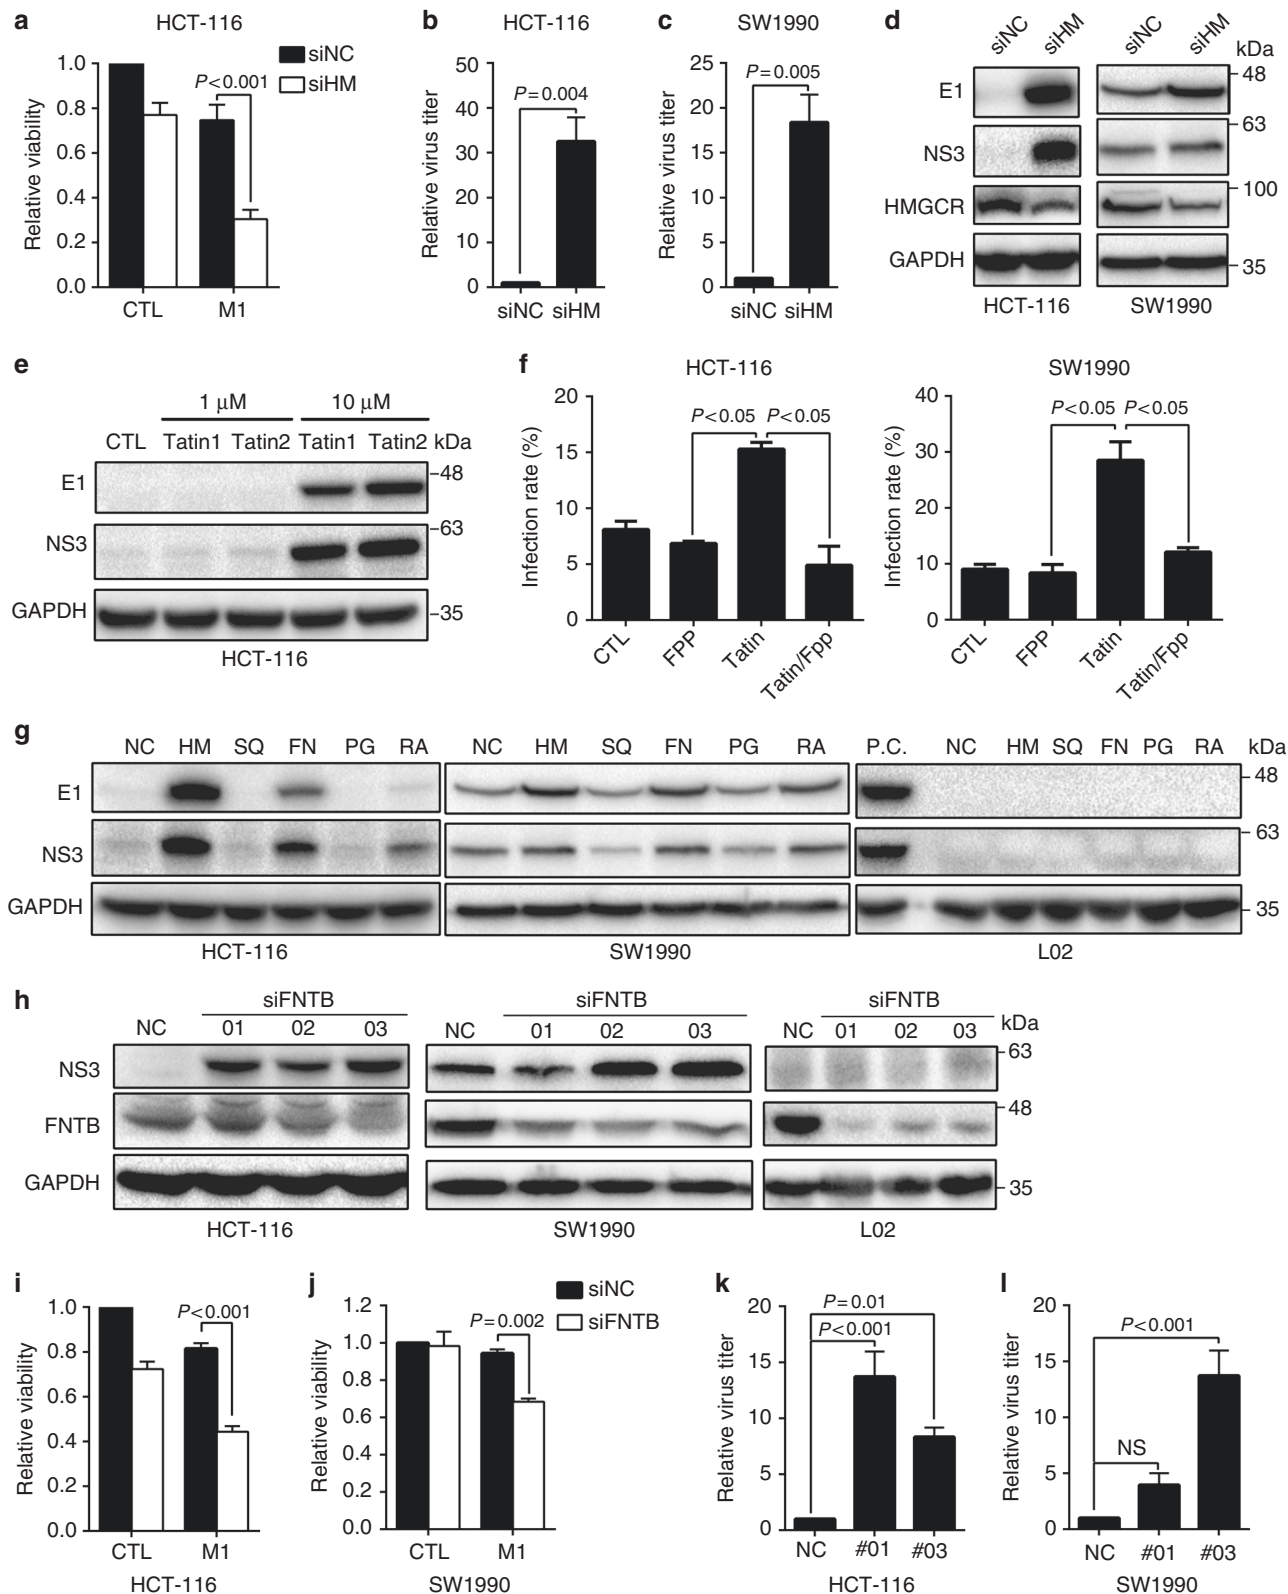 a
HCT-116
siNC
siHM
P<0.001
Relative viability
1.0
0.8
0.6
0.4
0.2
0.0
CTL M1
b
HCT-116
P=0.004
Relative virus titer
50
40
30
20
10
0
siNC siHM
c
SW1990
P=0.005
Relative virus titer
25
20
15
10
5
0
siNC siHM
d
siNC siHM siNC siHM
kDa
E1
48
NS3
63
HMGCR
100
GAPDH
35
HCT-116 SW1990
e
1 μM 10 μM
CTL Tatin1 Tatin2 Tatin1 Tatin2 kDa
E1
48
NS3
63
GAPDH
35
HCT-116
f
HCT-116
P<0.05 P<0.05
Infection rate (%)
20
15
10
5
0
CTL FPP Tatin Tatin/Fpp
SW1990
P<0.05 P<0.05
Infection rate (%)
40
30
20
10
0
CTL FPP Tatin Tatin/Fpp
g
NC HM SQ FN PG RA NC HM SQ FN PG RA P.C. NC HM SQ FN PG RA kDa
E1
48
NS3
63
GAPDH
35
HCT-116 SW1990 L02
h
siFNTB siFNTB siFNTB
NC 01 02 03 NC 01 02 03 NC 01 02 03 kDa
NS3
63
FNTB
48
GAPDH
35
HCT-116 SW1990 L02
i
P<0.001
Relative viability
1.0
0.8
0.6
0.4
0.2
0.0
CTL M1
HCT-116
j
siNC
siFNTB
P=0.002
Relative viability
1.2
1.0
0.8
0.6
0.4
0.2
0.0
CTL M1
SW1990
k
P=0.01
P<0.001
Relative virus titer
20
15
10
5
0
NC #01 #03
HCT-116
l
P<0.001
NS
Relative virus titer
20
15
10
5
0
NC #01 #03
SW1990